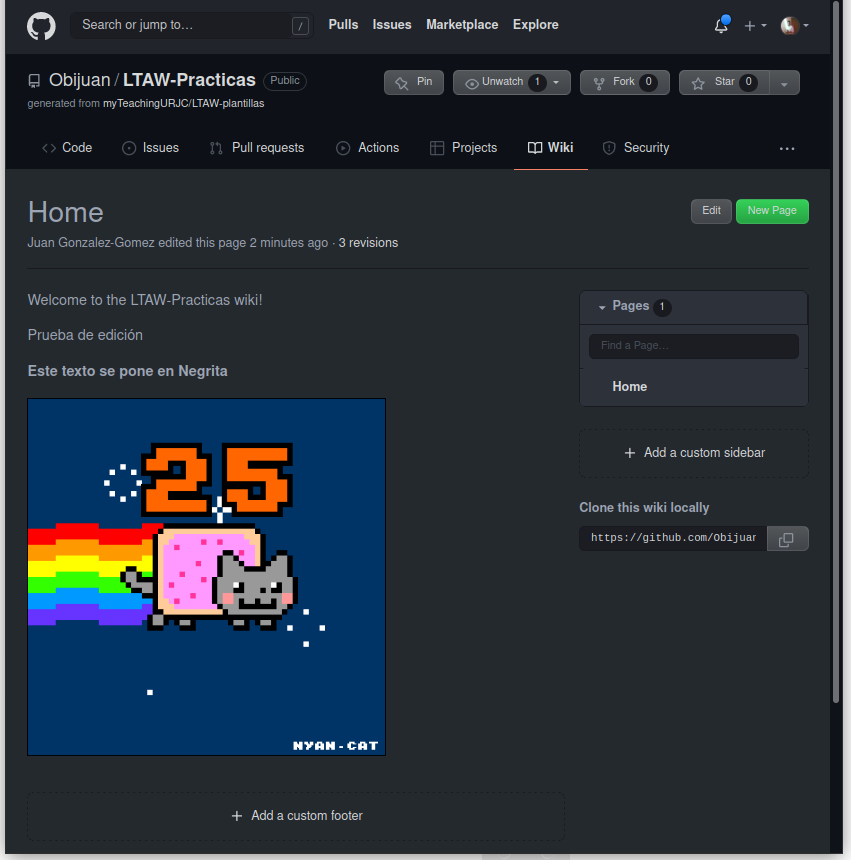 Search or jump to… /
Pulls Issues Marketplace Explore
Obijuan / LTAW-Practicas Public
Pin Unwatch 1 Fork 0 Star 0
generated from myTeachingURJC/LTAW-plantillas
Code Issues Pull requests Actions Projects Wiki Security ...
Home
Edit New Page
Juan Gonzalez-Gomez edited this page 2 minutes ago · 3 revisions
Welcome to the LTAW-Practicas wiki!
Prueba de edición
Este texto se pone en Negrita
25
NYAN-CAT
Pages 1
Find a Page…
Home
+ Add a custom sidebar
Clone this wiki locally
https://github.com/Obijuan
+ Add a custom footer